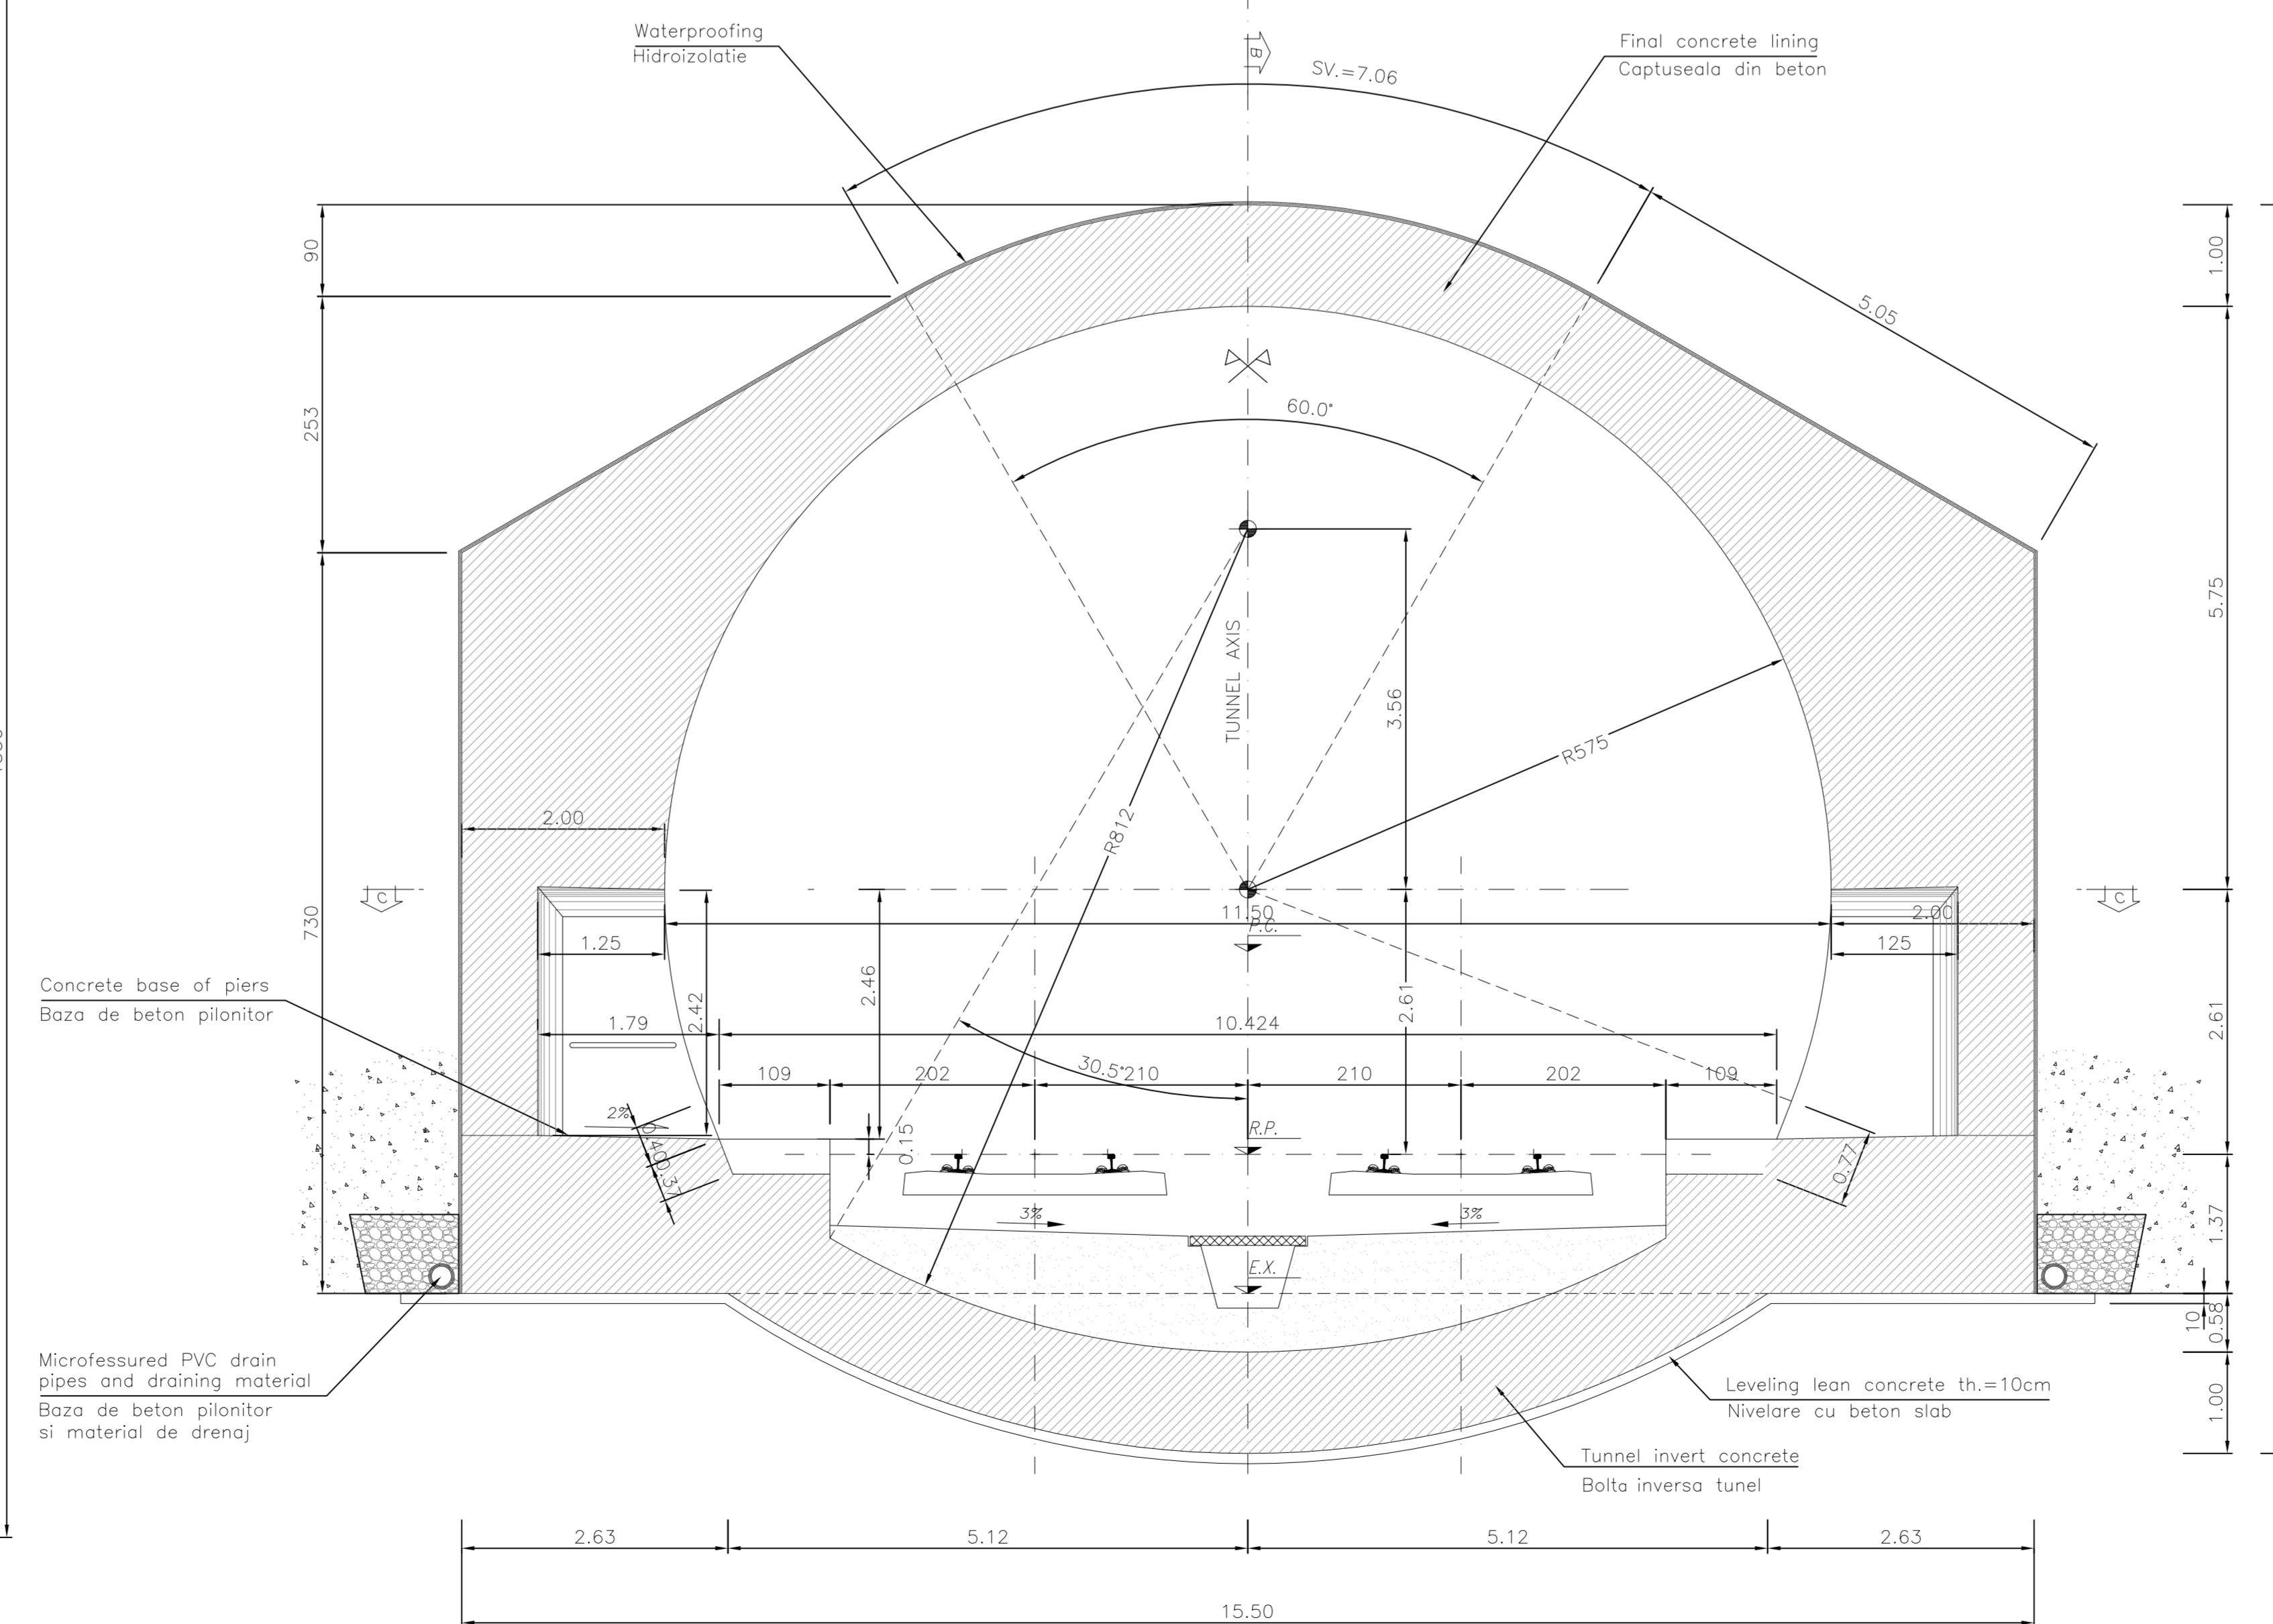 Waterproofing
Hidroizolatie
B
SV.=7.06
Final concrete lining
Captuseala din beton
90
1.00
5.05
253
60.0°
5.75
TUNNEL AXIS
3.56
R575
R812
2.00
730
C
C
11.50
P.C.
2.00
1.25
125
2.46
2.42
2.61
2.61
Concrete base of piers
Baza de beton pilonitor
1.79
10.424
109
202
30.5°
210
210
202
109
2%
0.40
0.37
0.15
R.P.
0.77
3%
3%
1.37
E.X.
10
0.58
Microfessured PVC drain
pipes and draining material
Baza de beton pilonitor
si material de drenaj
1.00
Leveling lean concrete th.=10cm
Nivelare cu beton slab
Tunnel invert concrete
Bolta inversa tunel
2.63
5.12
5.12
2.63
15.50